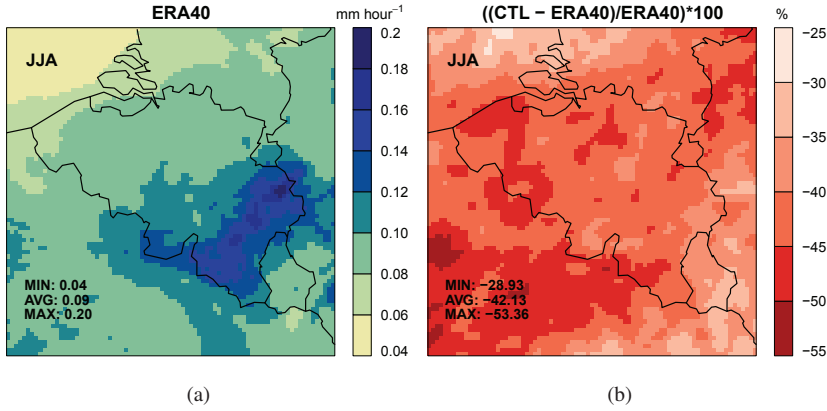 ERA40
mm hour⁻¹
JJA
MIN: 0.04
AVG: 0.09
MAX: 0.20
0.2
0.18
0.16
0.14
0.12
0.10
0.08
0.06
0.04
(a)
((CTL − ERA40)/ERA40)*100
%
JJA
MIN: −28.93
AVG: −42.13
MAX: −53.36
−25
−30
−35
−40
−45
−50
−55
(b)